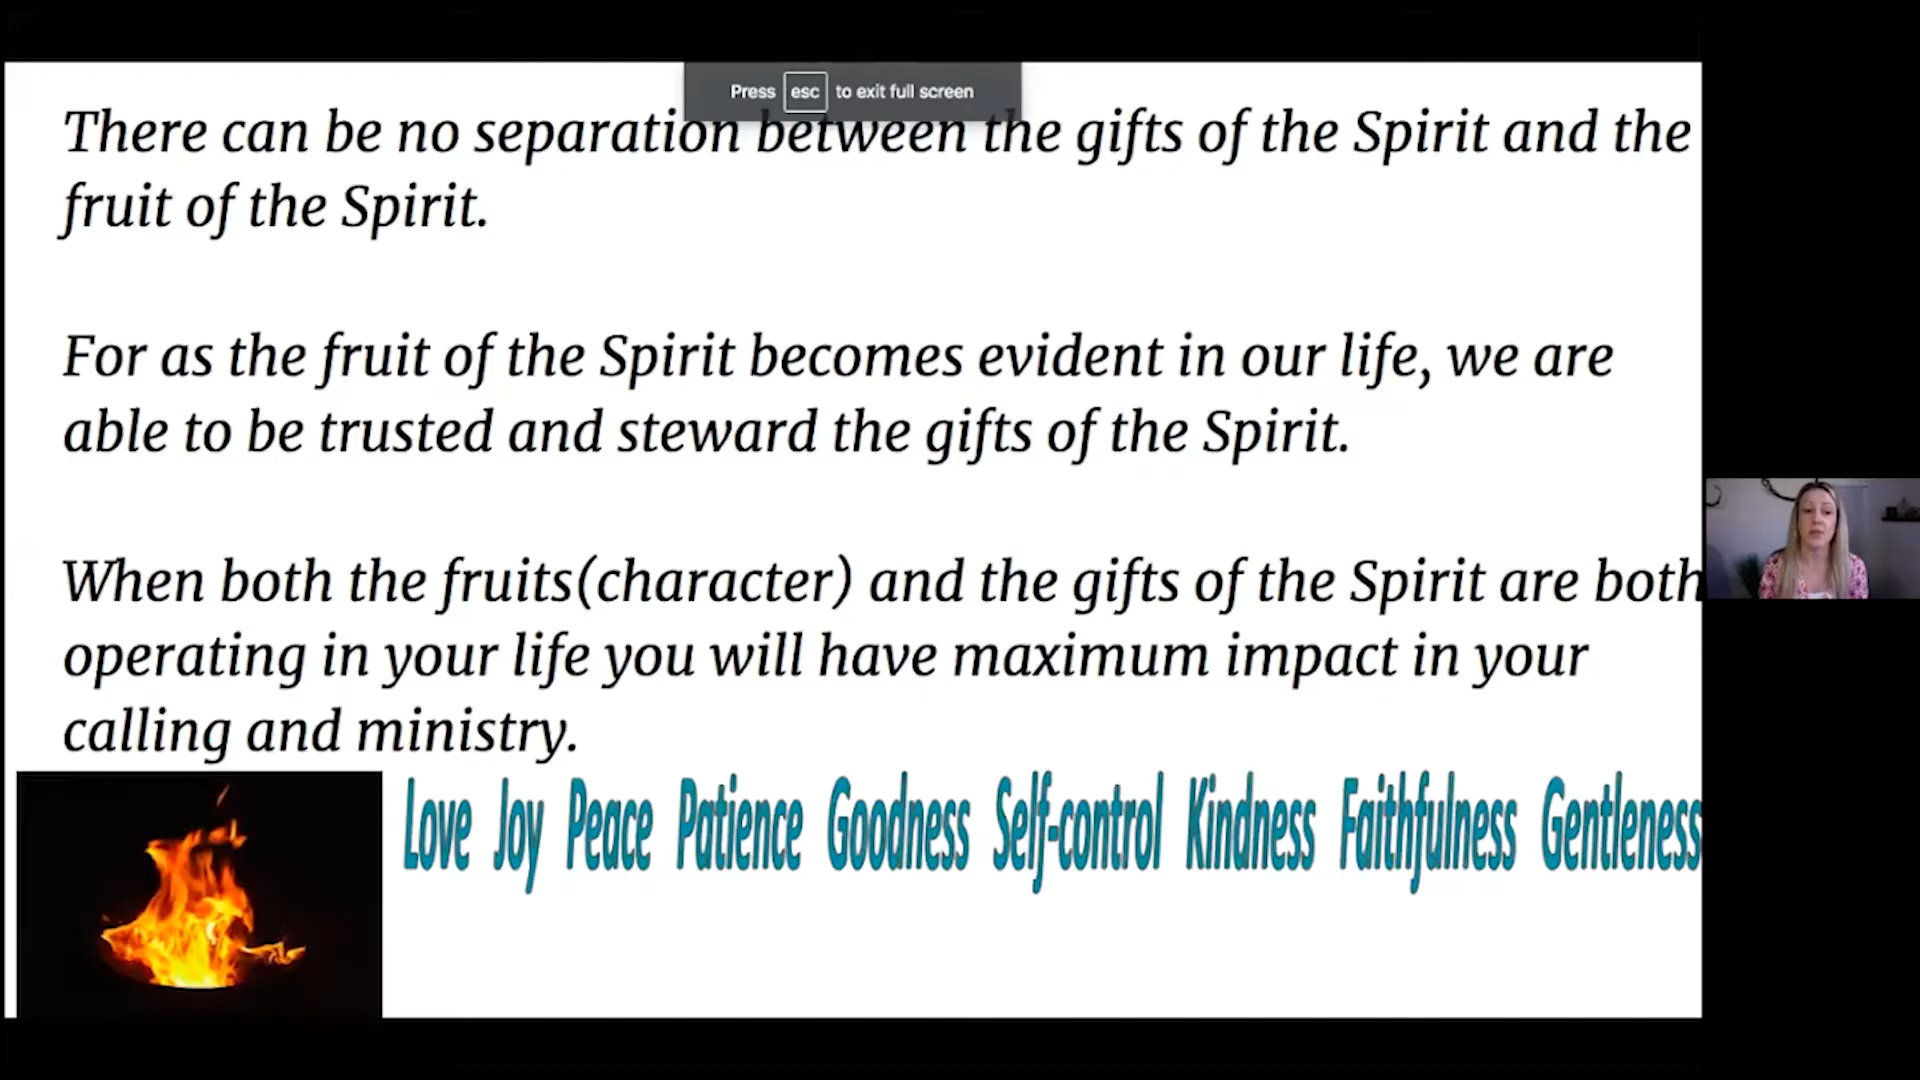 Press esc to exit full screen
There can be no separation between the gifts of the Spirit and the
fruit of the Spirit.
For as the fruit of the Spirit becomes evident in our life, we are
able to be trusted and steward the gifts of the Spirit.
When both the fruits(character) and the gifts of the Spirit are both
operating in your life you will have maximum impact in your
calling and ministry.
Love Joy Peace Patience Goodness Self-control Kindness Faithfulness Gentleness